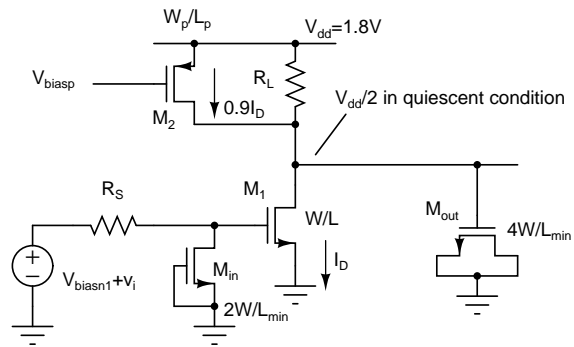 W_p/L_p
V_dd=1.8V
V_biasp
R_L
M_2
0.9I_D
V_dd/2 in quiescent condition
R_S
M_1
W/L
M_out
4W/L_min
M_in
I_D
V_biasn1+v_i
2W/L_min
+
−